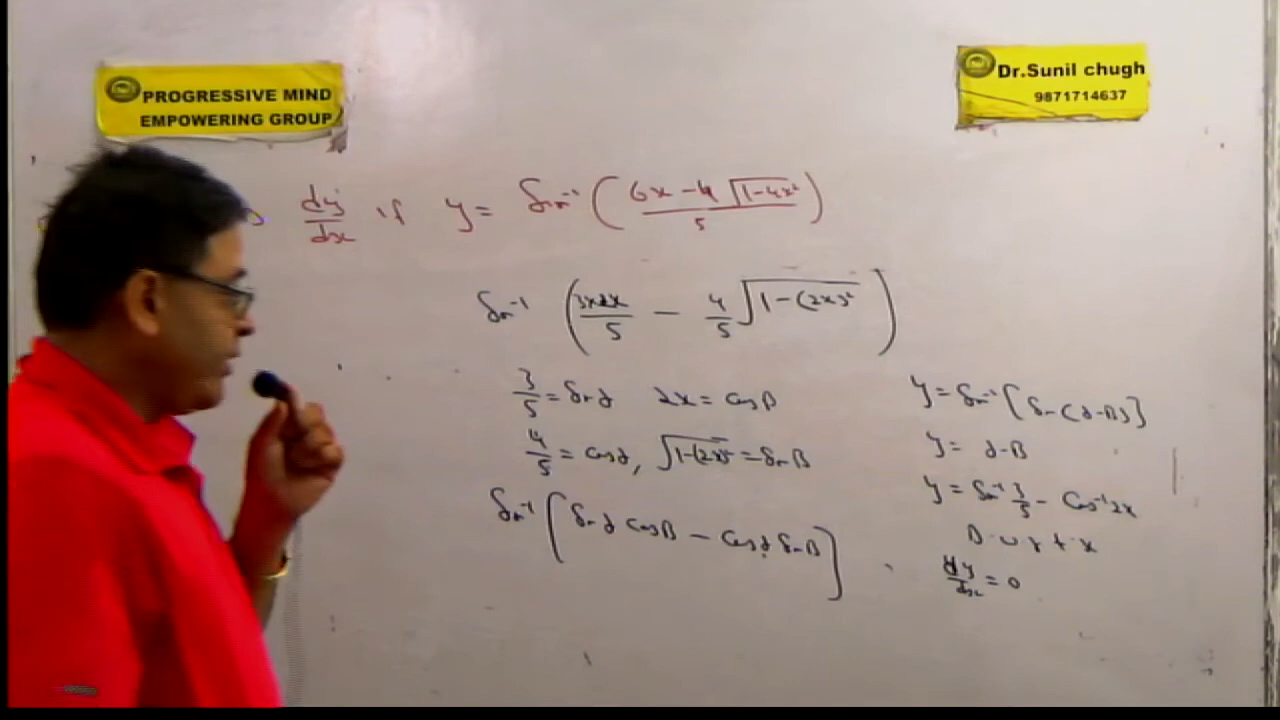 PROGRESSIVE MIND
EMPOWERING GROUP
Dr.Sunil chugh
9871714637
dy/dx if y = Sin⁻¹ ( (6x - 4 √(1-4x²)) / 5 )
Sin⁻¹ ( 3×2x/5 - 4/5 √(1-(2x)² ) )
3/5 = Sin α 2x = Cos β
4/5 = Cos α, √(1-(2x)² = Sin β
Sin⁻¹ [ Sin α Cos β - Cos α Sin β ]
y = Sin⁻¹ [ Sin (α-β) ]
y = α-β
y = Sin⁻¹ 3/5 - Cos⁻¹ 2x
D. w. r. t. x
dy/dx = 0